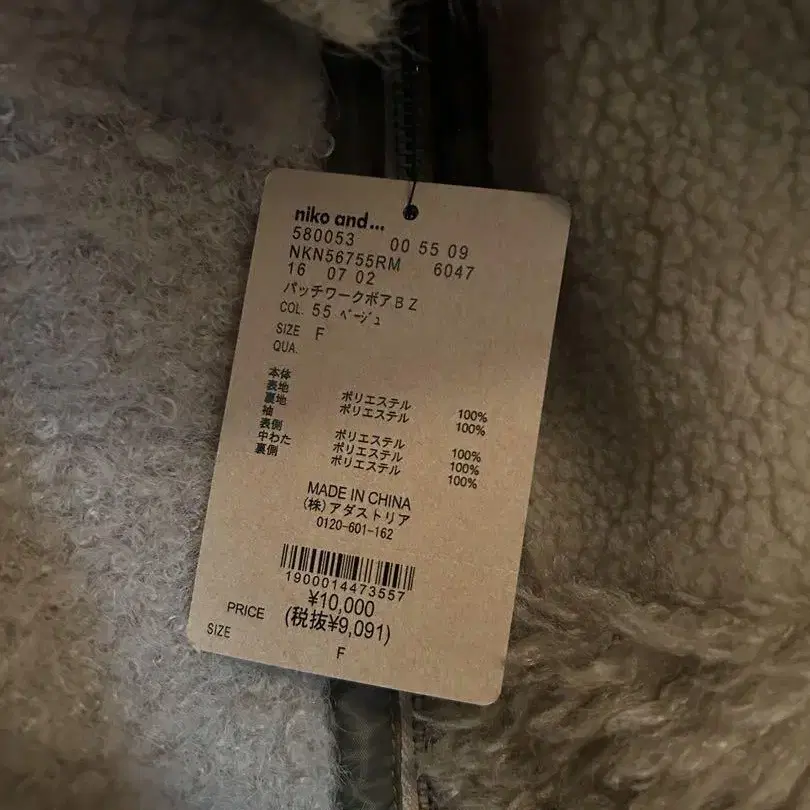 niko and...
580053 00 55 09
NKN56755RM 6047
16 07 02
パッチワークボアBZ
COL. 55 ベージュ
SIZE F
QUA.
本体
表地 ポリエステル 100%
裏地 ポリエステル 100%
袖
表側 ポリエステル 100%
中わた ポリエステル 100%
裏側 ポリエステル 100%
MADE IN CHINA
(株)アダストリア
0120-601-162
1900014473557
PRICE ¥10,000
(税抜¥9,091)
SIZE F